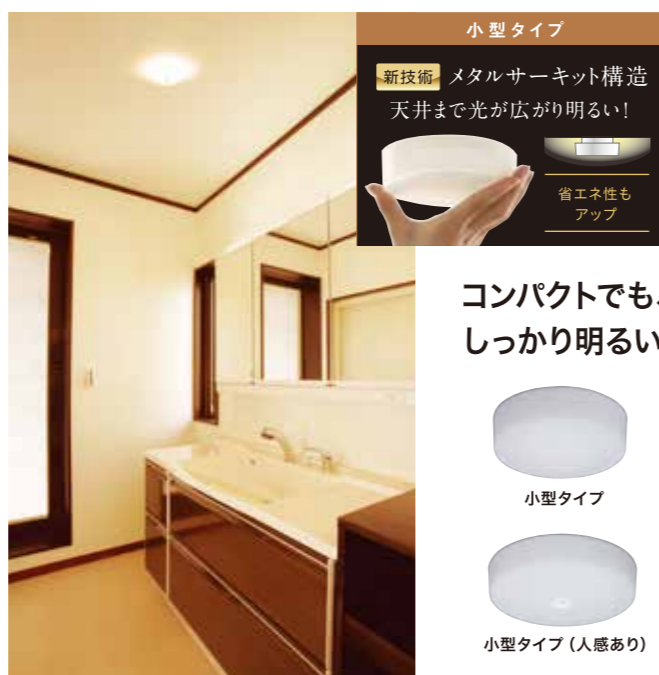 小型タイプ
新技術 メタルサーキット構造
天井まで光が広がり明るい!
省エネ性も
アップ
コンパクトでも、
しっかり明るい
小型タイプ
小型タイプ（人感あり）